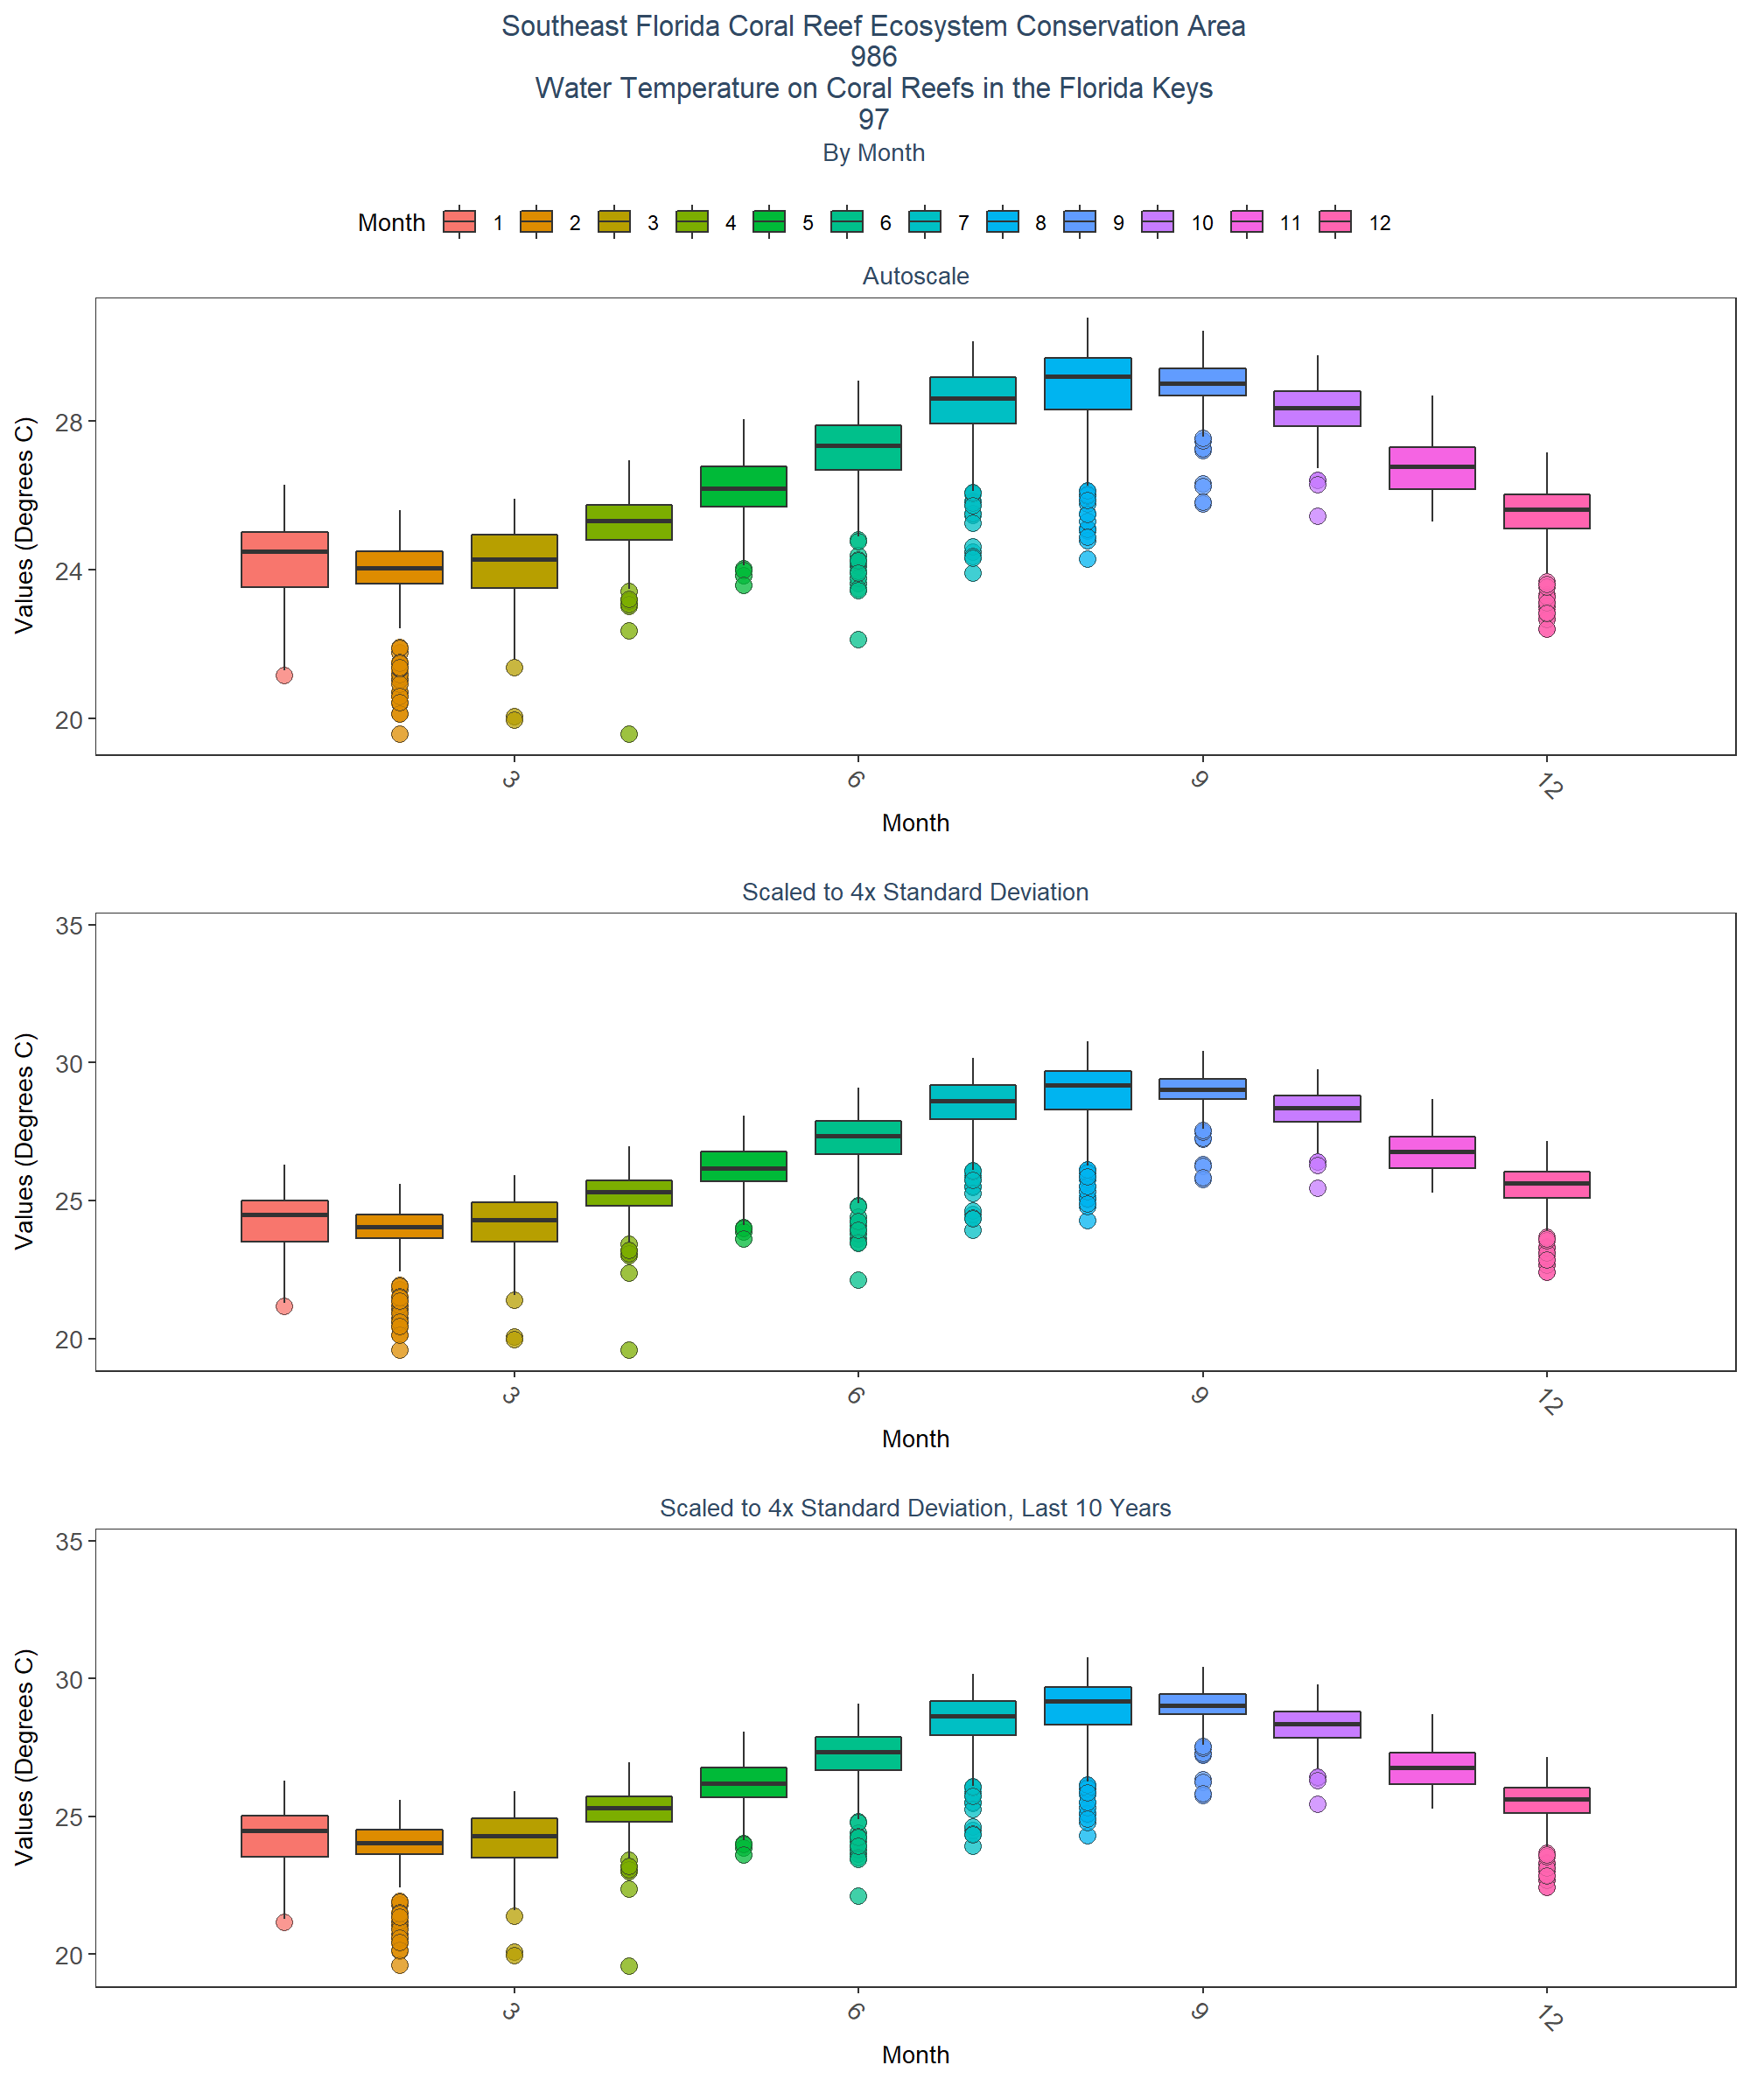 Southeast Florida Coral Reef Ecosystem Conservation Area
986
Water Temperature on Coral Reefs in the Florida Keys
97
By Month
Month 1 2 3 4 5 6 7 8 9 10 11 12
Autoscale
Values (Degrees C)
28
24
20
3 6 9 12
Month
Scaled to 4x Standard Deviation
Values (Degrees C)
35
30
25
20
3 6 9 12
Month
Scaled to 4x Standard Deviation, Last 10 Years
Values (Degrees C)
35
30
25
20
3 6 9 12
Month